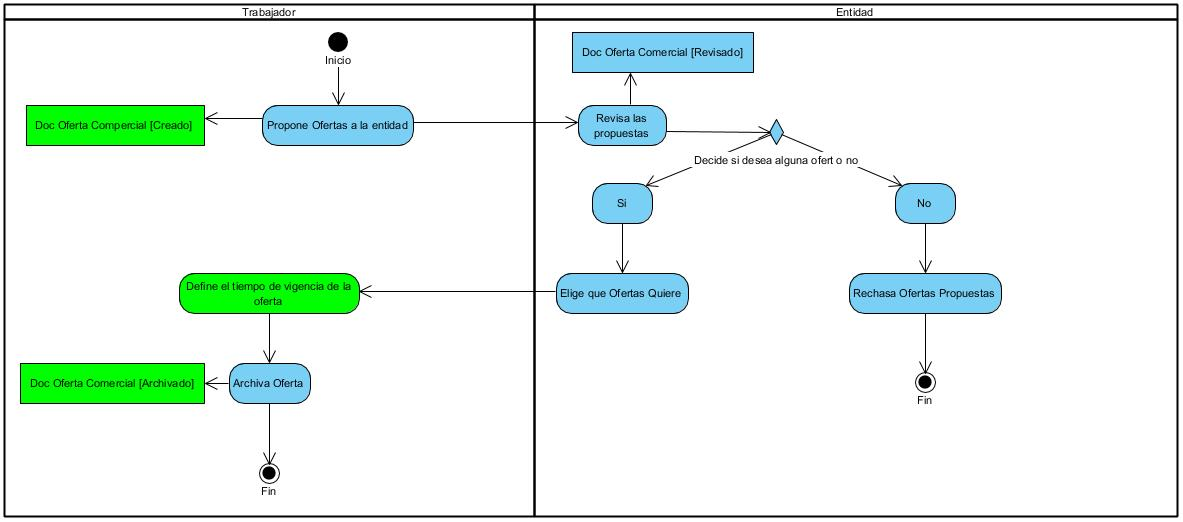 Trabajador
Entidad
Inicio
Doc Oferta Comercial [Revisado]
Doc Oferta Compercial [Creado]
Propone Ofertas a la entidad
Revisa las
propuestas
Decide si desea alguna ofert o no
Si
No
Define el tiempo de vigencia de la
oferta
Elige que Ofertas Quiere
Rechasa Ofertas Propuestas
Doc Oferta Comercial [Archivado]
Archiva Oferta
Fin
Fin